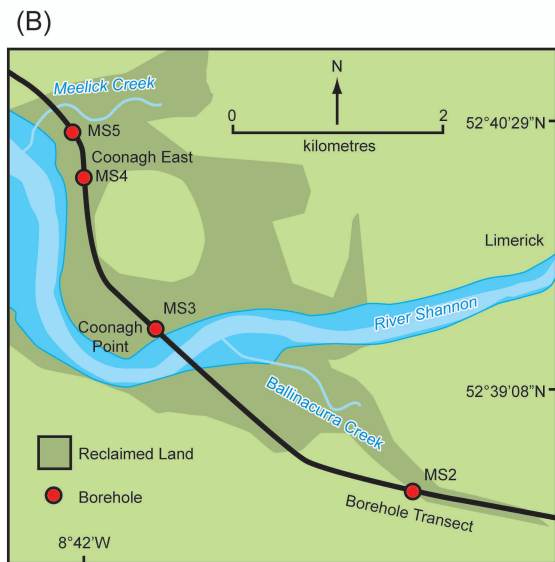 (B)
Meelick Creek
N
0
2
kilometres
52°40'29"N
MS5
Coonagh East
MS4
Limerick
MS3
Coonagh
Point
River Shannon
52°39'08"N
Ballinacurra Creek
Reclaimed Land
MS2
Borehole
Borehole Transect
8°42'W